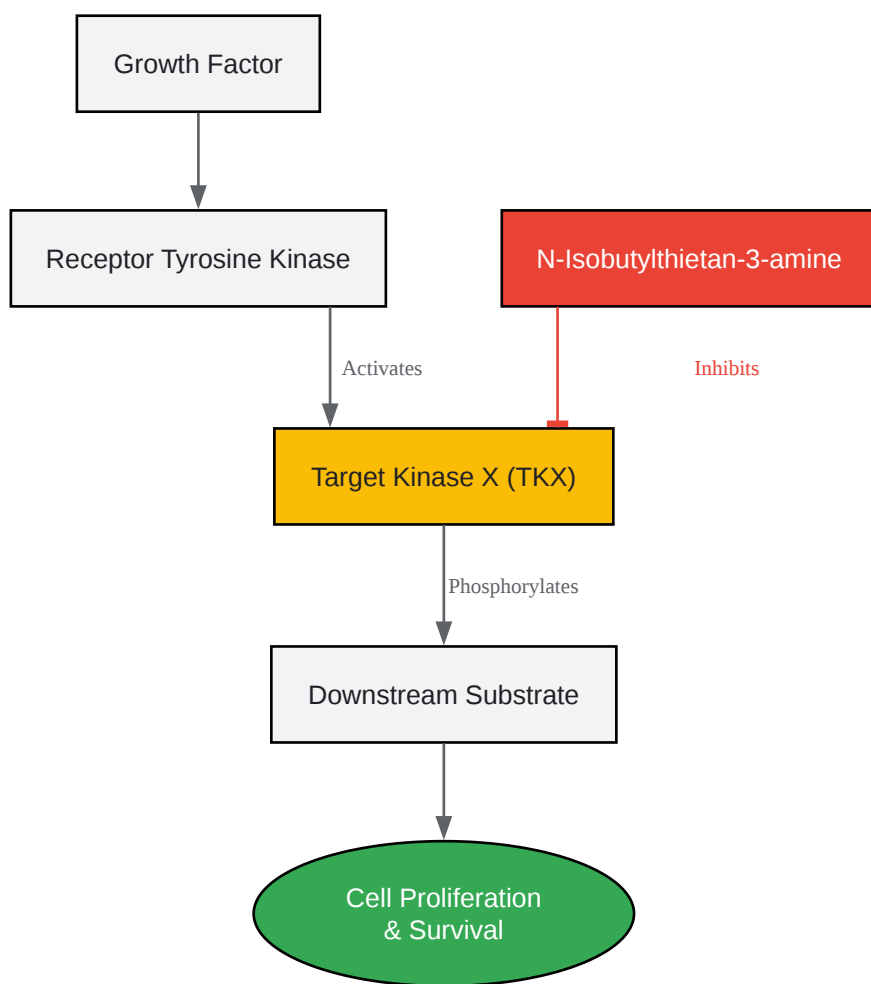 Growth Factor
Receptor Tyrosine Kinase
N-Isobutylthietan-3-amine
Activates
Inhibits
Target Kinase X (TKX)
Phosphorylates
Downstream Substrate
Cell Proliferation
& Survival